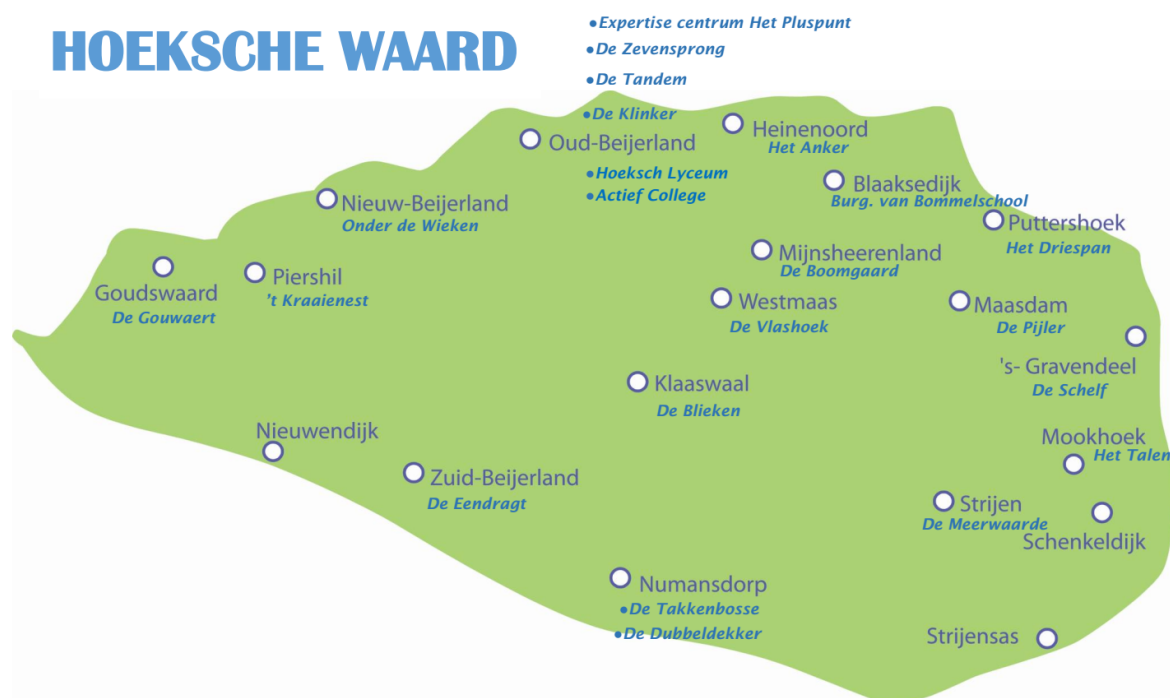 HOEKSCHE WAARD
•Expertise centrum Het Pluspunt
•De Zevensprong
•De Tandem
•De Klinker
Oud-Beijerland
•Hoeksch Lyceum
•Actief College
Heinenoord
Het Anker
Blaaksedijk
Burg. van Bommelschool
Nieuw-Beijerland
Onder de Wieken
Puttershoek
Het Driespan
Mijnsheerenland
De Boomgaard
Goudswaard
De Gouwaert
Piershil
't Kraaienest
Westmaas
De Vlashoek
Maasdam
De Pijler
's- Gravendeel
De Schelf
Klaaswaal
De Blieken
Nieuwendijk
Mookhoek
Het Talen
Zuid-Beijerland
De Eendragt
Strijen
De Meerwaarde
Schenkeldijk
Numansdorp
•De Takkenbosse
•De Dubbeldekker
Strijensas